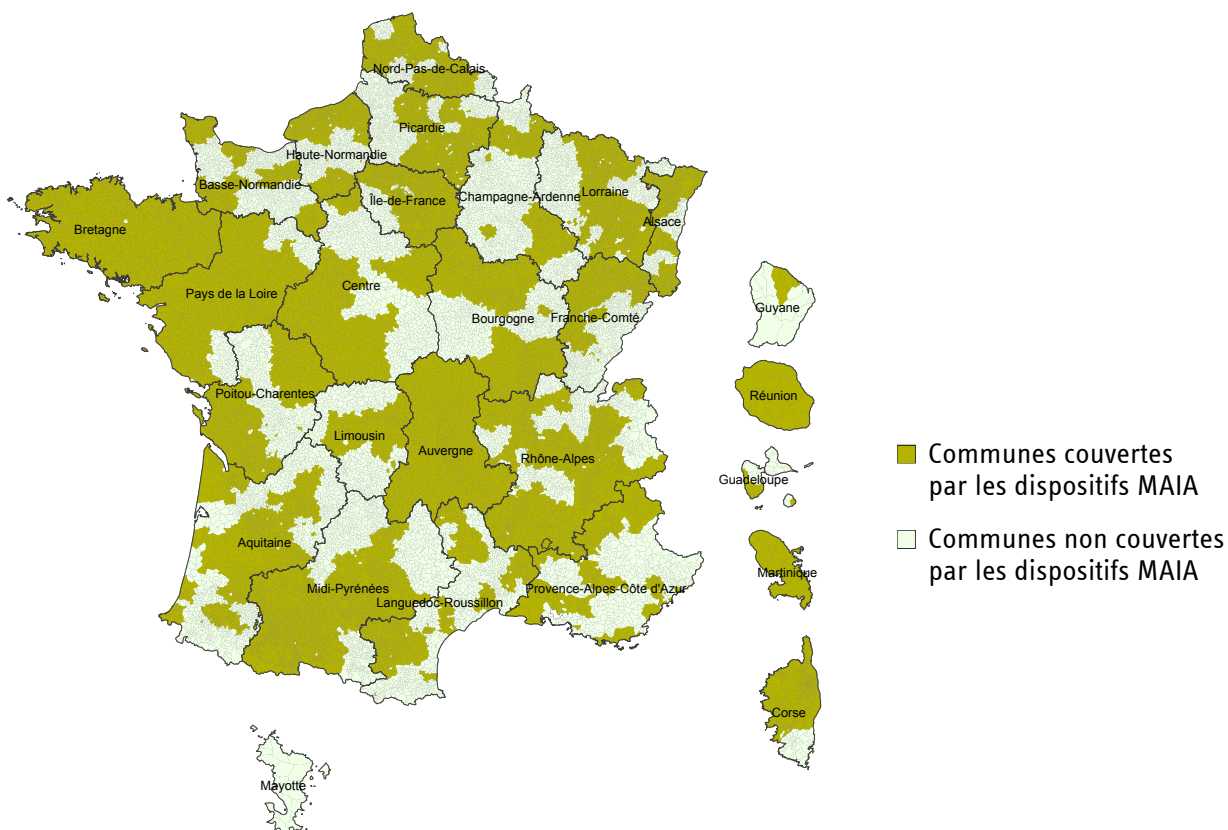 Nord-Pas-de-Calais
Picardie
Haute-Normandie
Basse-Normandie
Île-de-France
Champagne-Ardenne
Lorraine
Alsace
Bretagne
Pays de la Loire
Centre
Bourgogne
Franche-Comté
Poitou-Charentes
Limousin
Auvergne
Rhône-Alpes
Aquitaine
Midi-Pyrénées
Languedoc-Roussillon
Provence-Alpes-Côte d'Azur
Guyane
Réunion
Guadeloupe
Martinique
Corse
Mayotte
Communes couvertes
par les dispositifs MAIA
Communes non couvertes
par les dispositifs MAIA